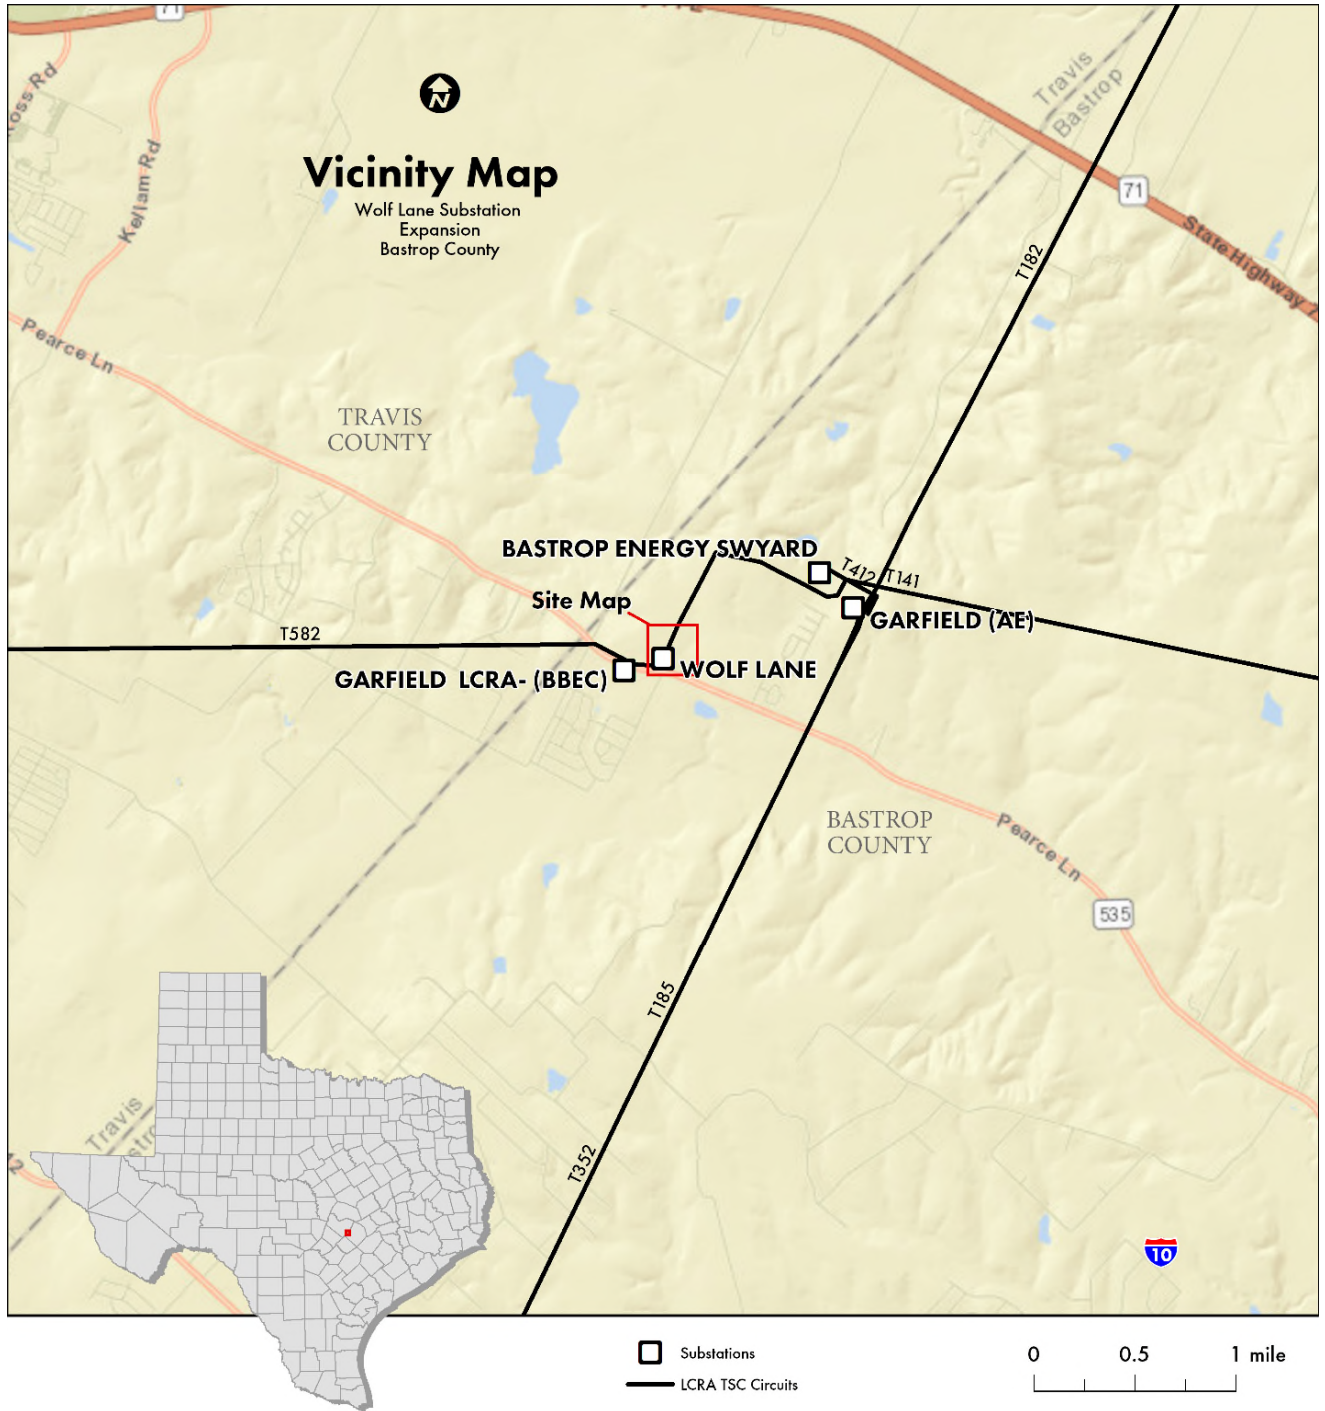 71
Ross Rd
Kellam Rd
N
Vicinity Map
Wolf Lane Substation
Expansion
Bastrop County
Travis
Bastrop
71
State Highway 7
T182
Pearce Ln
TRAVIS
COUNTY
BASTROP ENERGY SWYARD
T412
T141
Site Map
GARFIELD (AE)
T582
WOLF LANE
GARFIELD LCRA- (BBEC)
BASTROP
COUNTY
Pearce Ln
535
T185
Travis
T352
10
Substations
LCRA TSC Circuits
0 0.5 1 mile